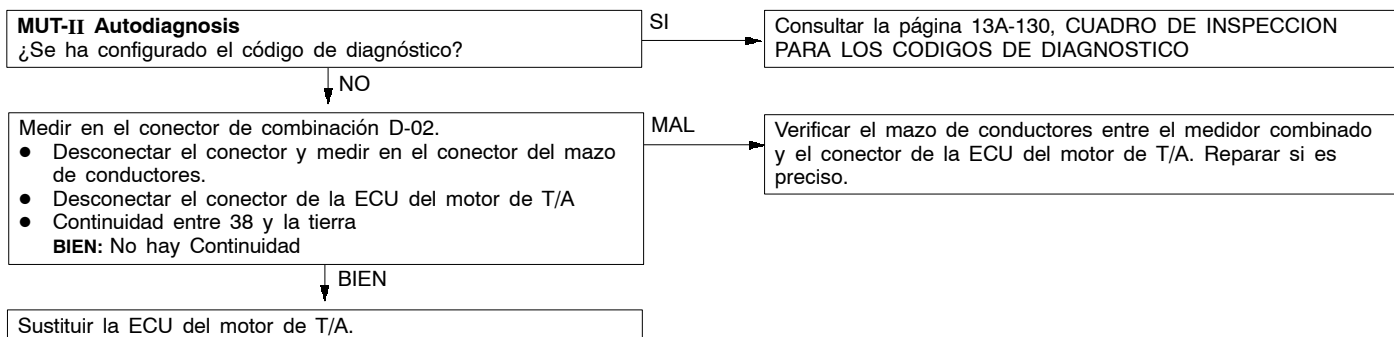 MUT-II Autodiagnosis
¿Se ha configurado el código de diagnóstico?
SI
Consultar la página 13A-130, CUADRO DE INSPECCION
PARA LOS CODIGOS DE DIAGNOSTICO
NO
Medir en el conector de combinación D-02.
● Desconectar el conector y medir en el conector del mazo
de conductores.
● Desconectar el conector de la ECU del motor de T/A
● Continuidad entre 38 y la tierra
BIEN: No hay Continuidad
MAL
Verificar el mazo de conductores entre el medidor combinado
y el conector de la ECU del motor de T/A. Reparar si es
preciso.
BIEN
Sustituir la ECU del motor de T/A.